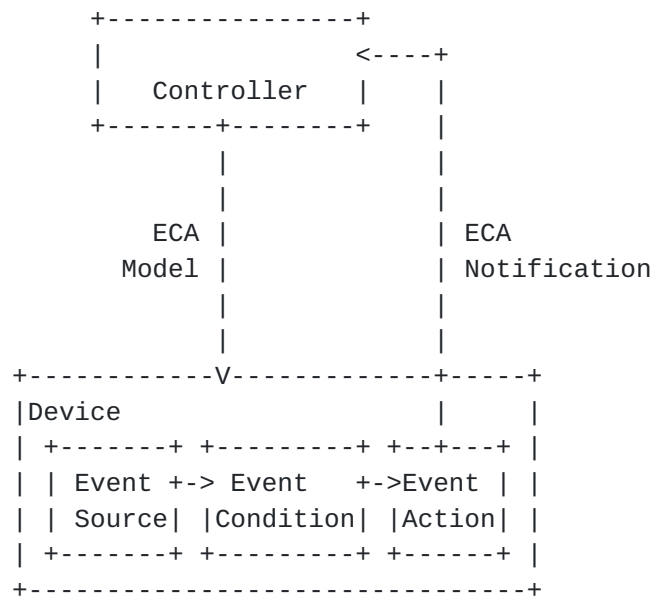 Controller
ECA
Model
ECA
Notification
Device
Event
Source
Event
Condition
Event
Action